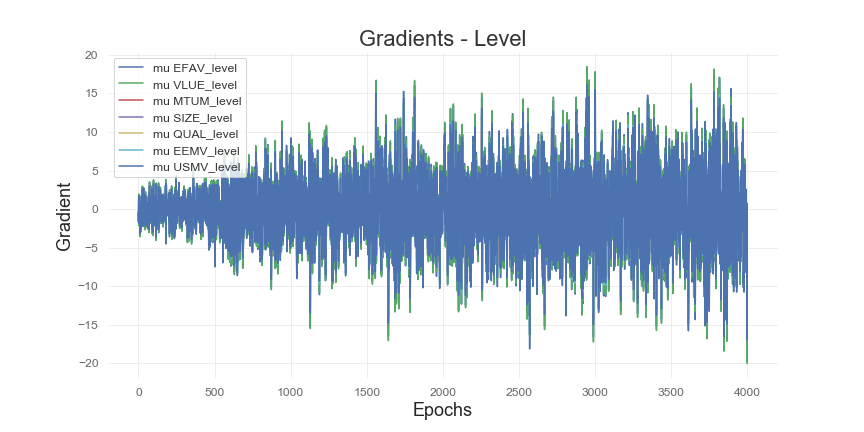 Gradients - Level
20
15
10
5
0
−5
−10
−15
−20
Gradient
mu EFAV_level
mu VLUE_level
mu MTUM_level
mu SIZE_level
mu QUAL_level
mu EEMV_level
mu USMV_level
0 500 1000 1500 2000 2500 3000 3500 4000
Epochs